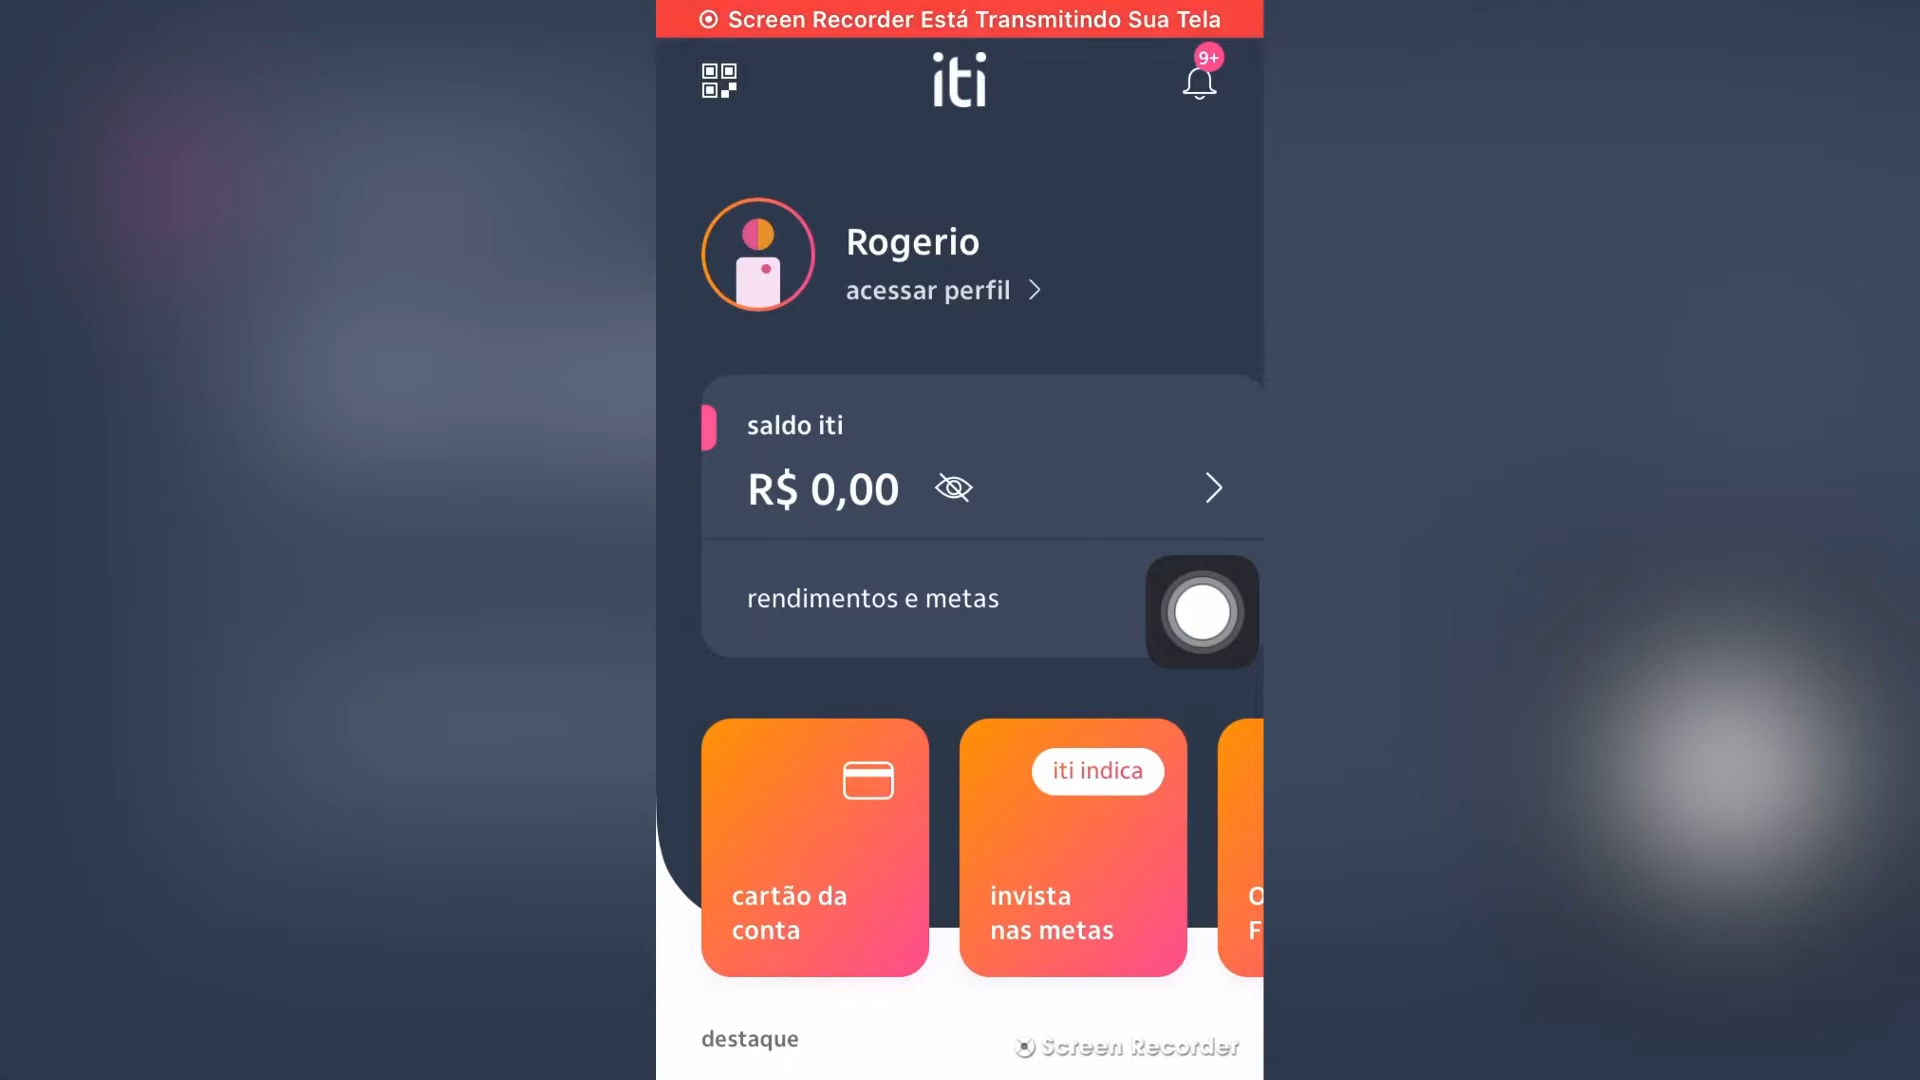 Screen Recorder Está Transmitindo Sua Tela
iti
9+
Rogerio
acessar perfil
saldo iti
R$ 0,00
rendimentos e metas
iti indica
cartão da
conta
invista
nas metas
O
F
destaque
Screen Recorder